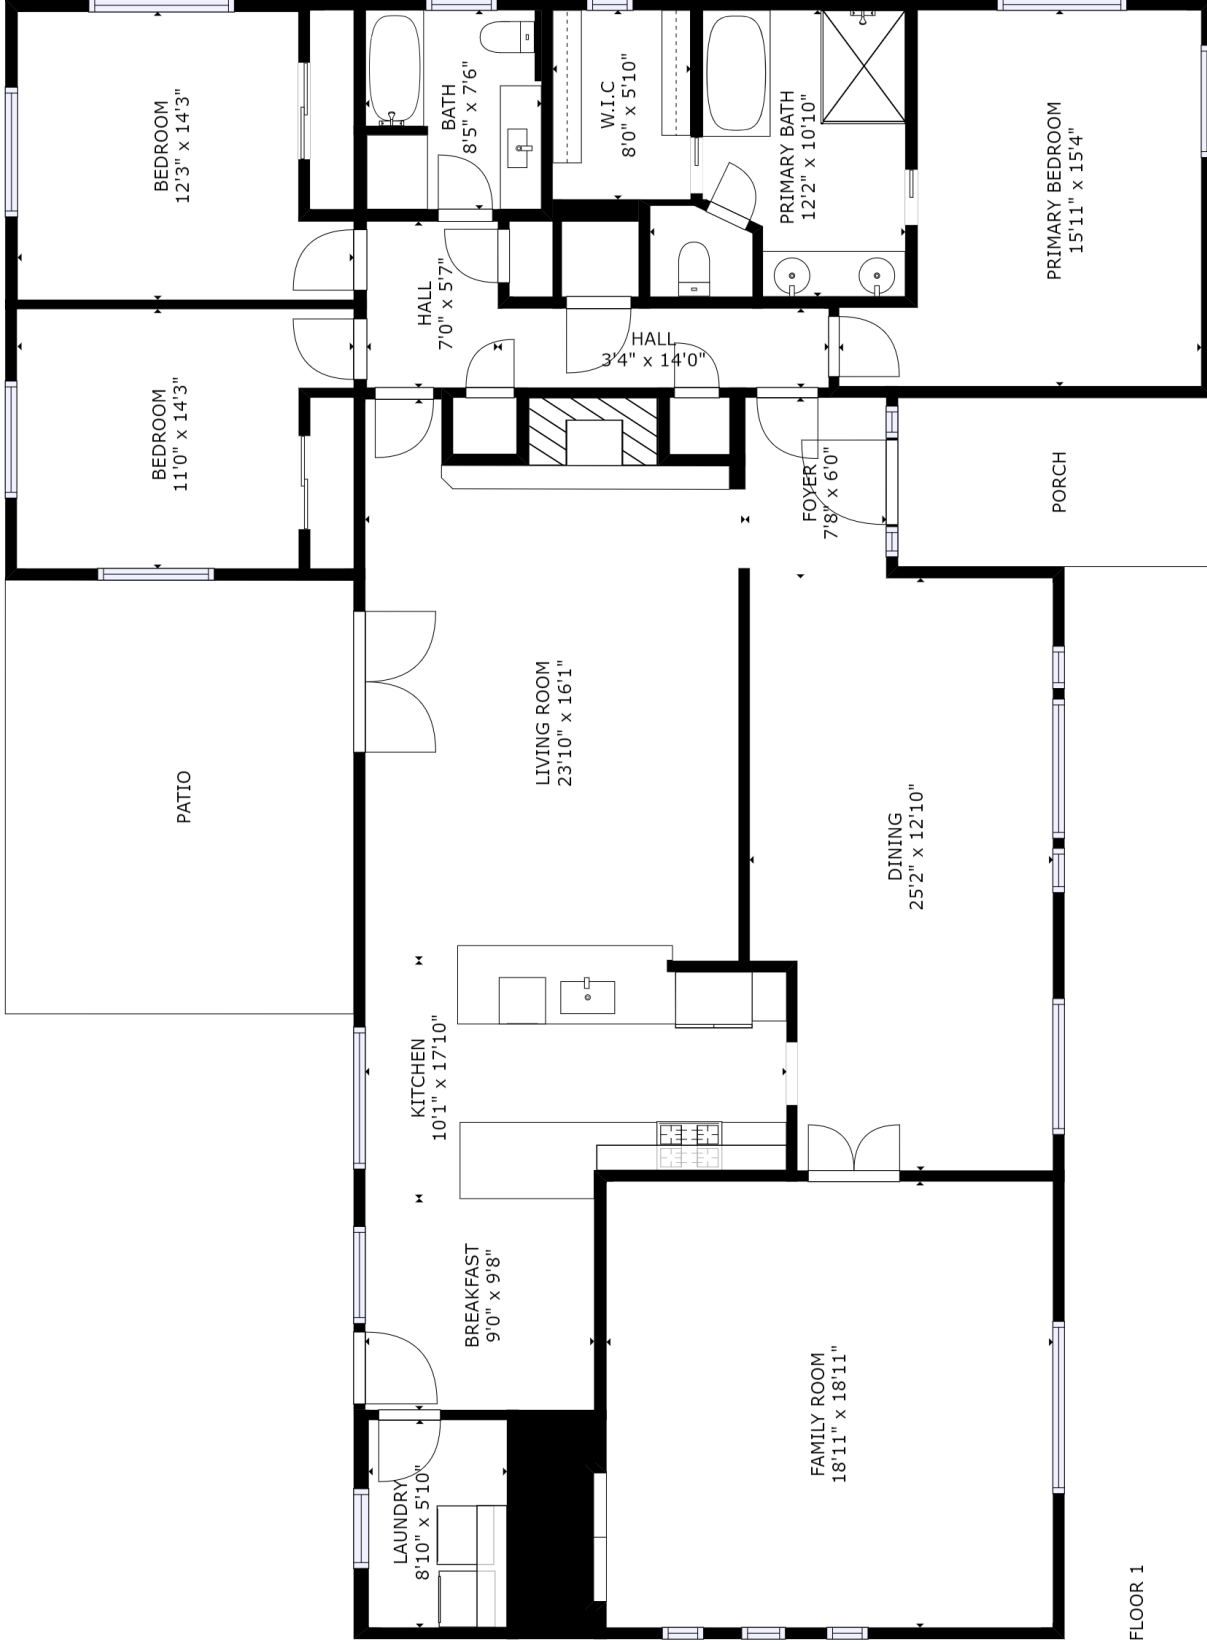 BEDROOM
12'3" x 14'3"
BATH
8'5" x 7'6"
W.I.C
8'0" x 5'10"
PRIMARY BATH
12'2" x 10'10"
PRIMARY BEDROOM
15'11" x 15'4"
HALL
7'0" x 5'7"
HALL
3'4" x 14'0"
BEDROOM
11'0" x 14'3"
FOYER
7'8" x 6'0"
PORCH
LIVING ROOM
23'10" x 16'1"
PATIO
DINING
25'2" x 12'10"
KITCHEN
10'1" x 17'10"
BREAKFAST
9'0" x 9'8"
FAMILY ROOM
18'11" x 18'11"
LAUNDRY
8'10" x 5'10"
FLOOR 1